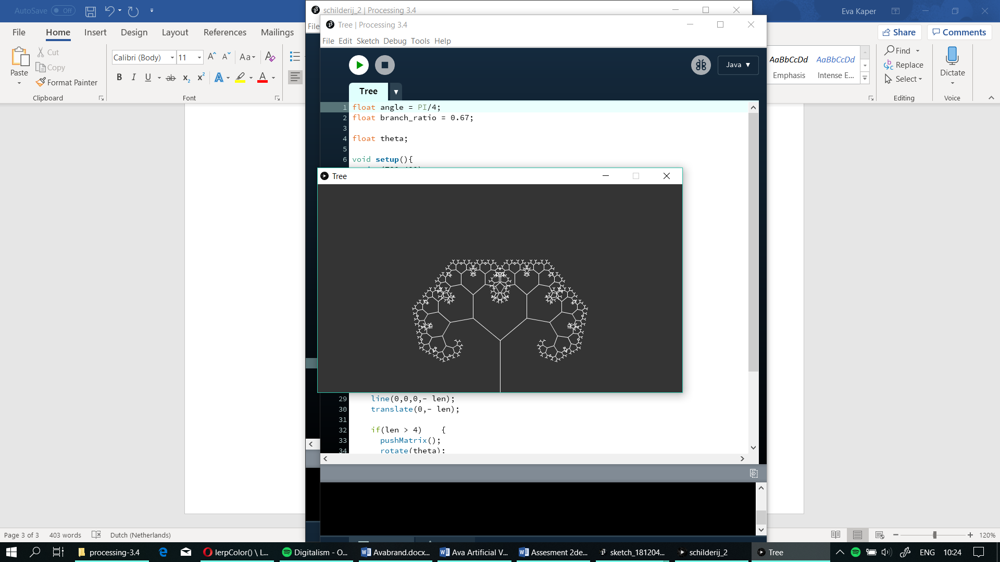 AutoSave Off
schilderij_2 | Processing 3.4
Eva Kaper
File
Tree | Processing 3.4
File Home Insert Design Layout References Mailings
Share Comments
File Edit Sketch Debug Tools Help
Cut
Calibri (Body) 11
Aa
AaBbCcDd AaBbCcDd
Find
Copy
Paste
Java
Replace
Format Painter
B I U ab x2 x2 A A
Emphasis Intense E...
Select
Dictate
Clipboard Font
Editing Voice
Tree
1 float angle = PI/4;
2 float branch_ratio = 0.67;
3
4 float theta;
5
6 void setup(){
Tree
29 line(0,0,0,- len);
30 translate(0,- len);
31
32 if(len > 4) {
33 pushMatrix();
34 rotate(theta);
Page 3 of 3 403 words Dutch (Netherlands)
120%
processing-3.4 lerpColor() \ L... Digitalism - O... Avabrand.docx... Ava Artificial V... Assesment 2de... sketch_181204... schilderij_2 Tree ENG 10:24